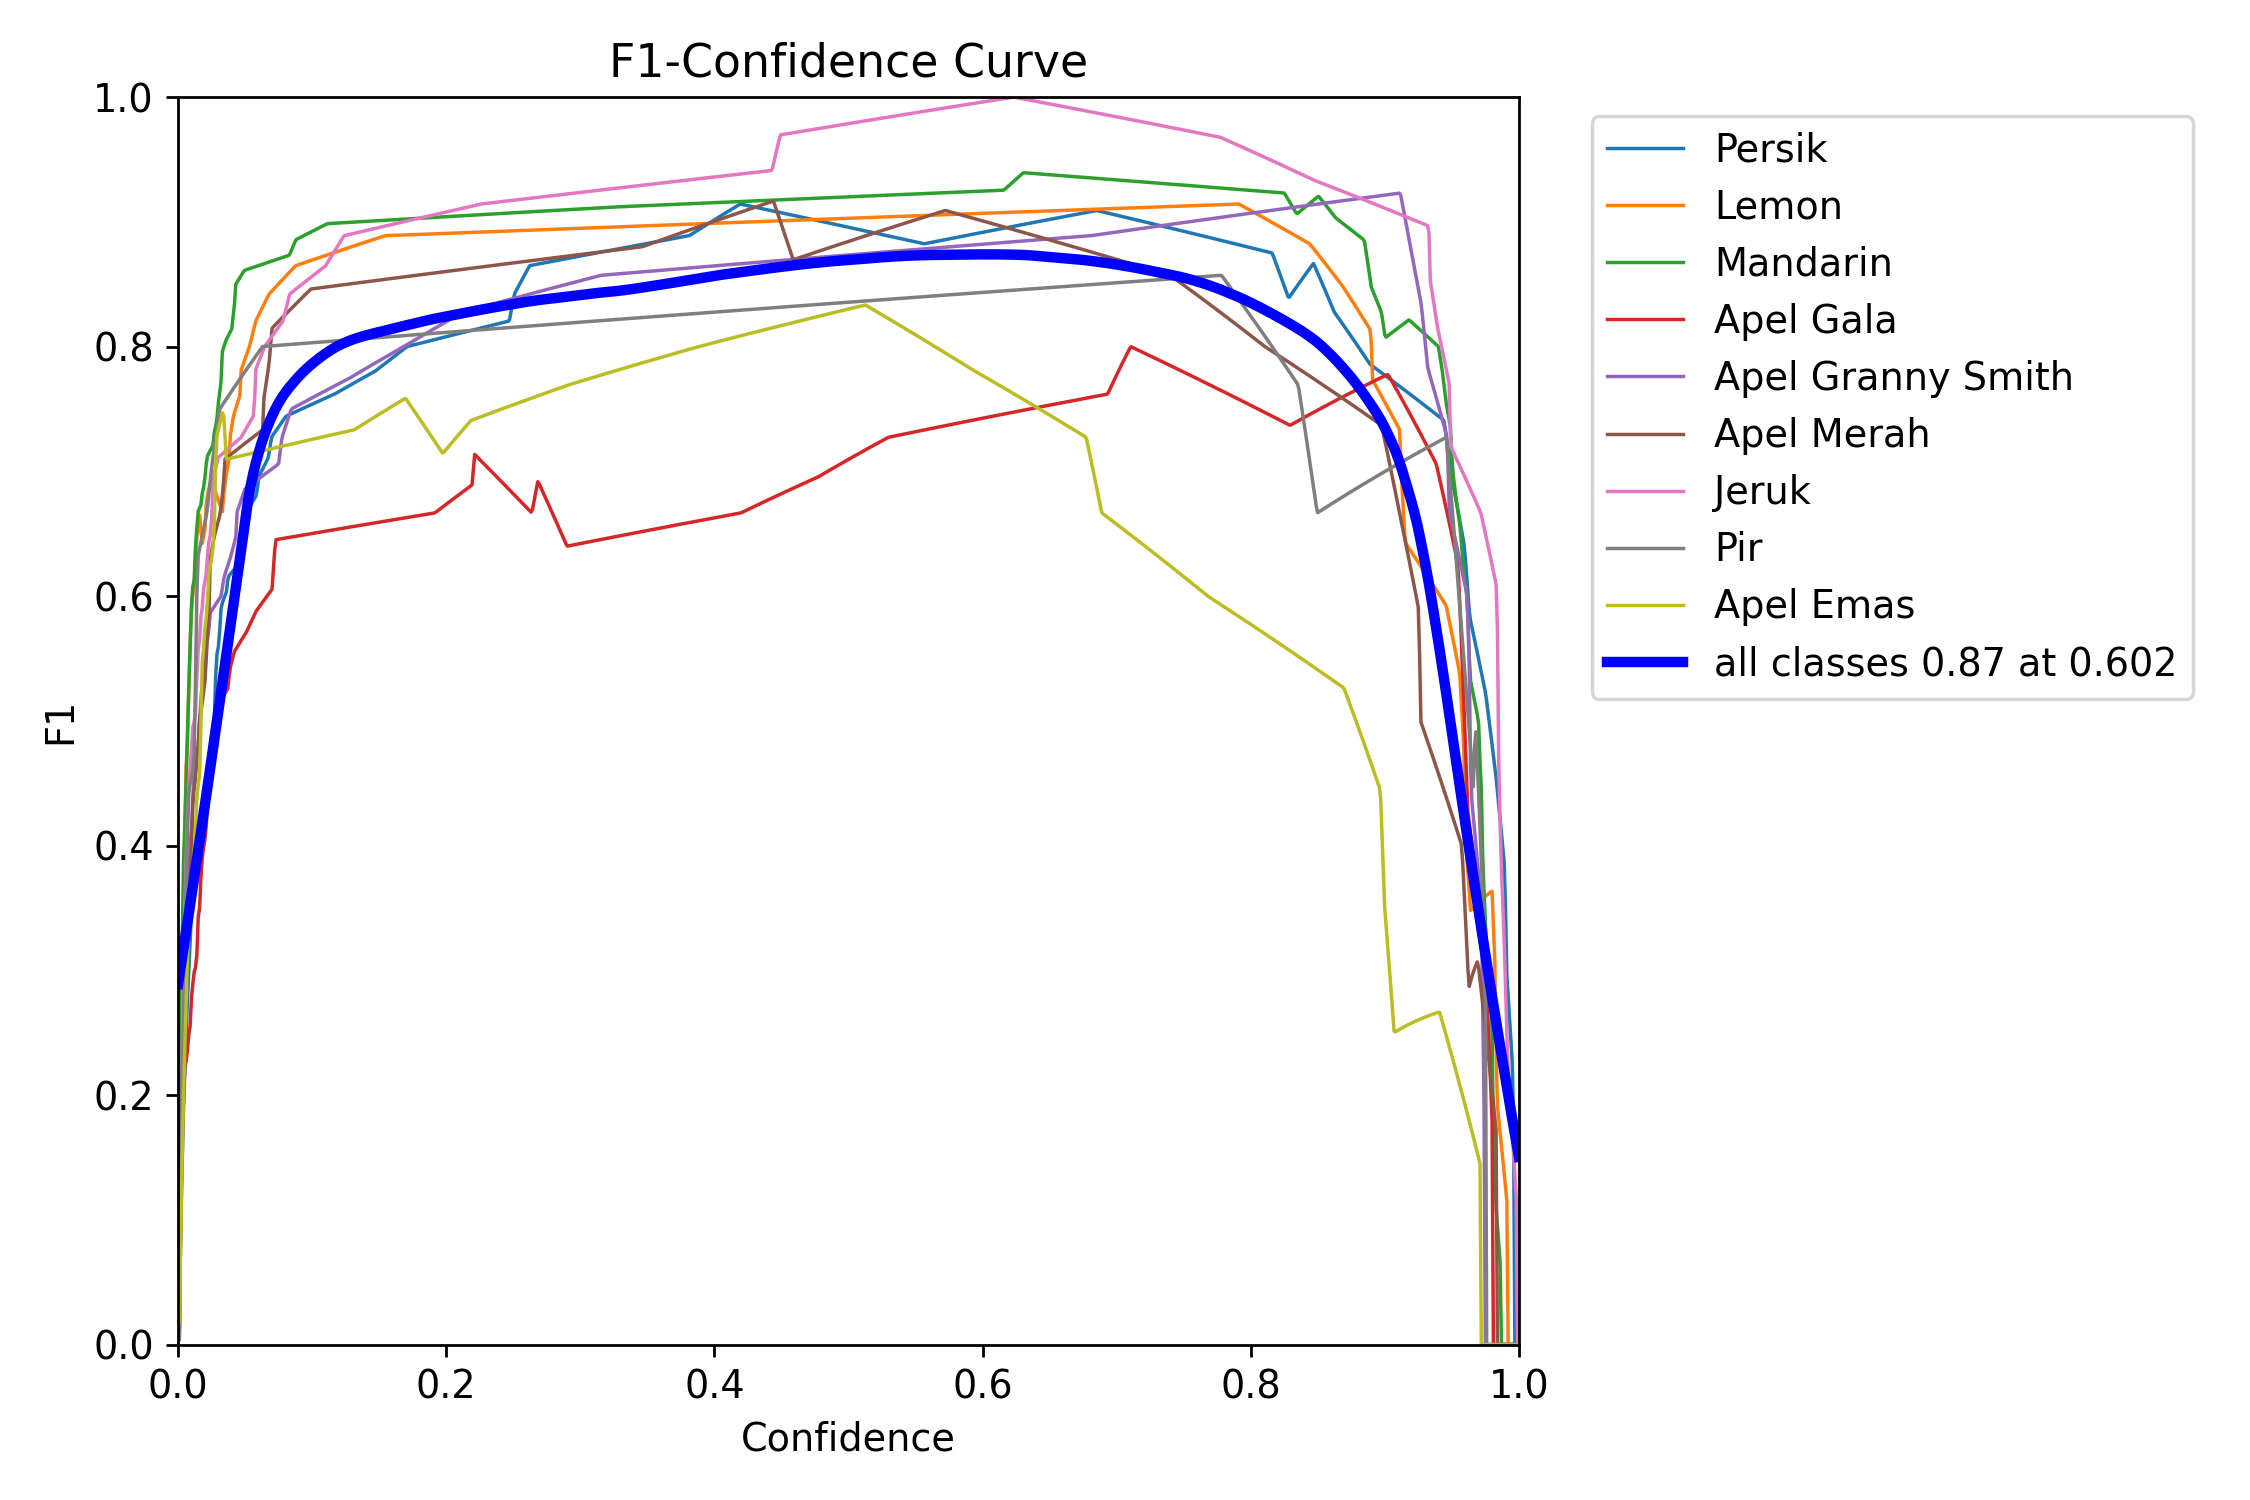 F1-Confidence Curve
1.0
0.8
0.6
0.4
0.2
0.0
F1
0.0 0.2 0.4 0.6 0.8 1.0
Confidence
Persik
Lemon
Mandarin
Apel Gala
Apel Granny Smith
Apel Merah
Jeruk
Pir
Apel Emas
all classes 0.87 at 0.602